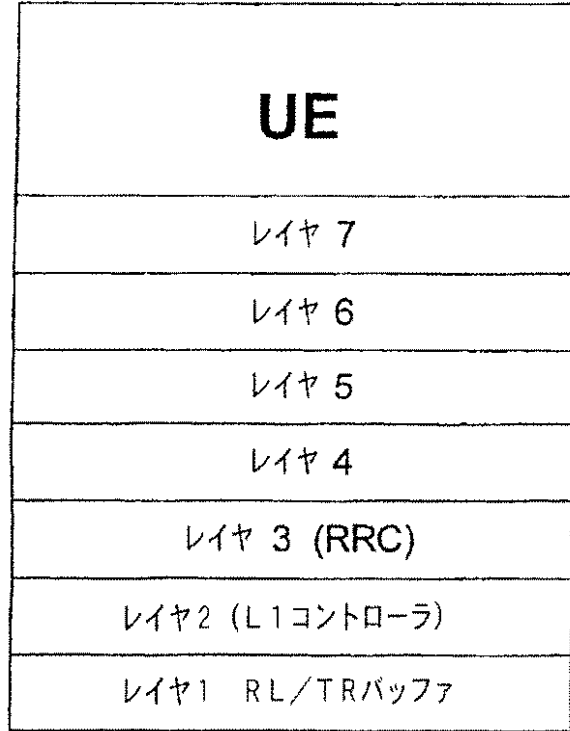 UE
レイヤ 7
レイヤ 6
レイヤ 5
レイヤ 4
レイヤ 3 (RRC)
レイヤ2 (L1コントローラ)
レイヤ1 RL/TRバッファ